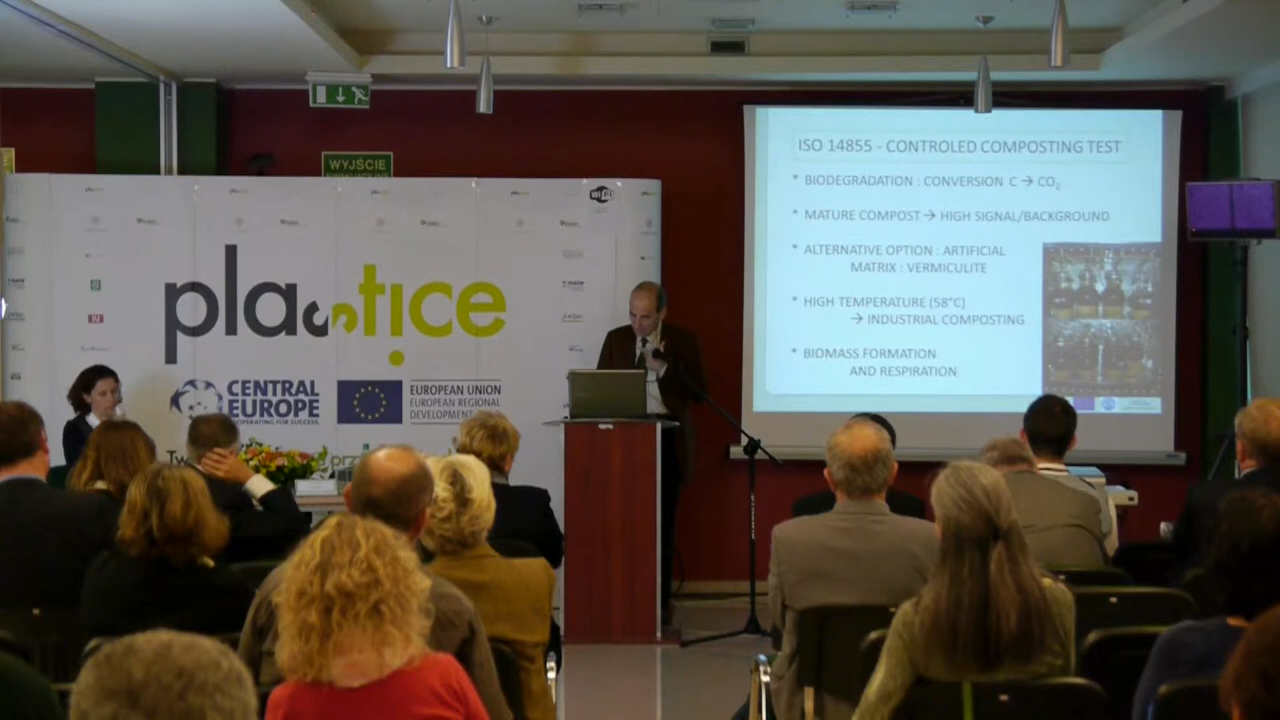 WYJŚCIE
WiFi
plastice
CENTRAL
EUROPE
COOPERATING FOR SUCCESS.
EUROPEAN UNION
EUROPEAN REGIONAL
DEVELOPMENT
ISO 14855 - CONTROLED COMPOSTING TEST
* BIODEGRADATION : CONVERSION C → CO₂
* MATURE COMPOST → HIGH SIGNAL/BACKGROUND
* ALTERNATIVE OPTION : ARTIFICIAL
MATRIX : VERMICULITE
* HIGH TEMPERATURE (58°C)
→ INDUSTRIAL COMPOSTING
* BIOMASS FORMATION
AND RESPIRATION